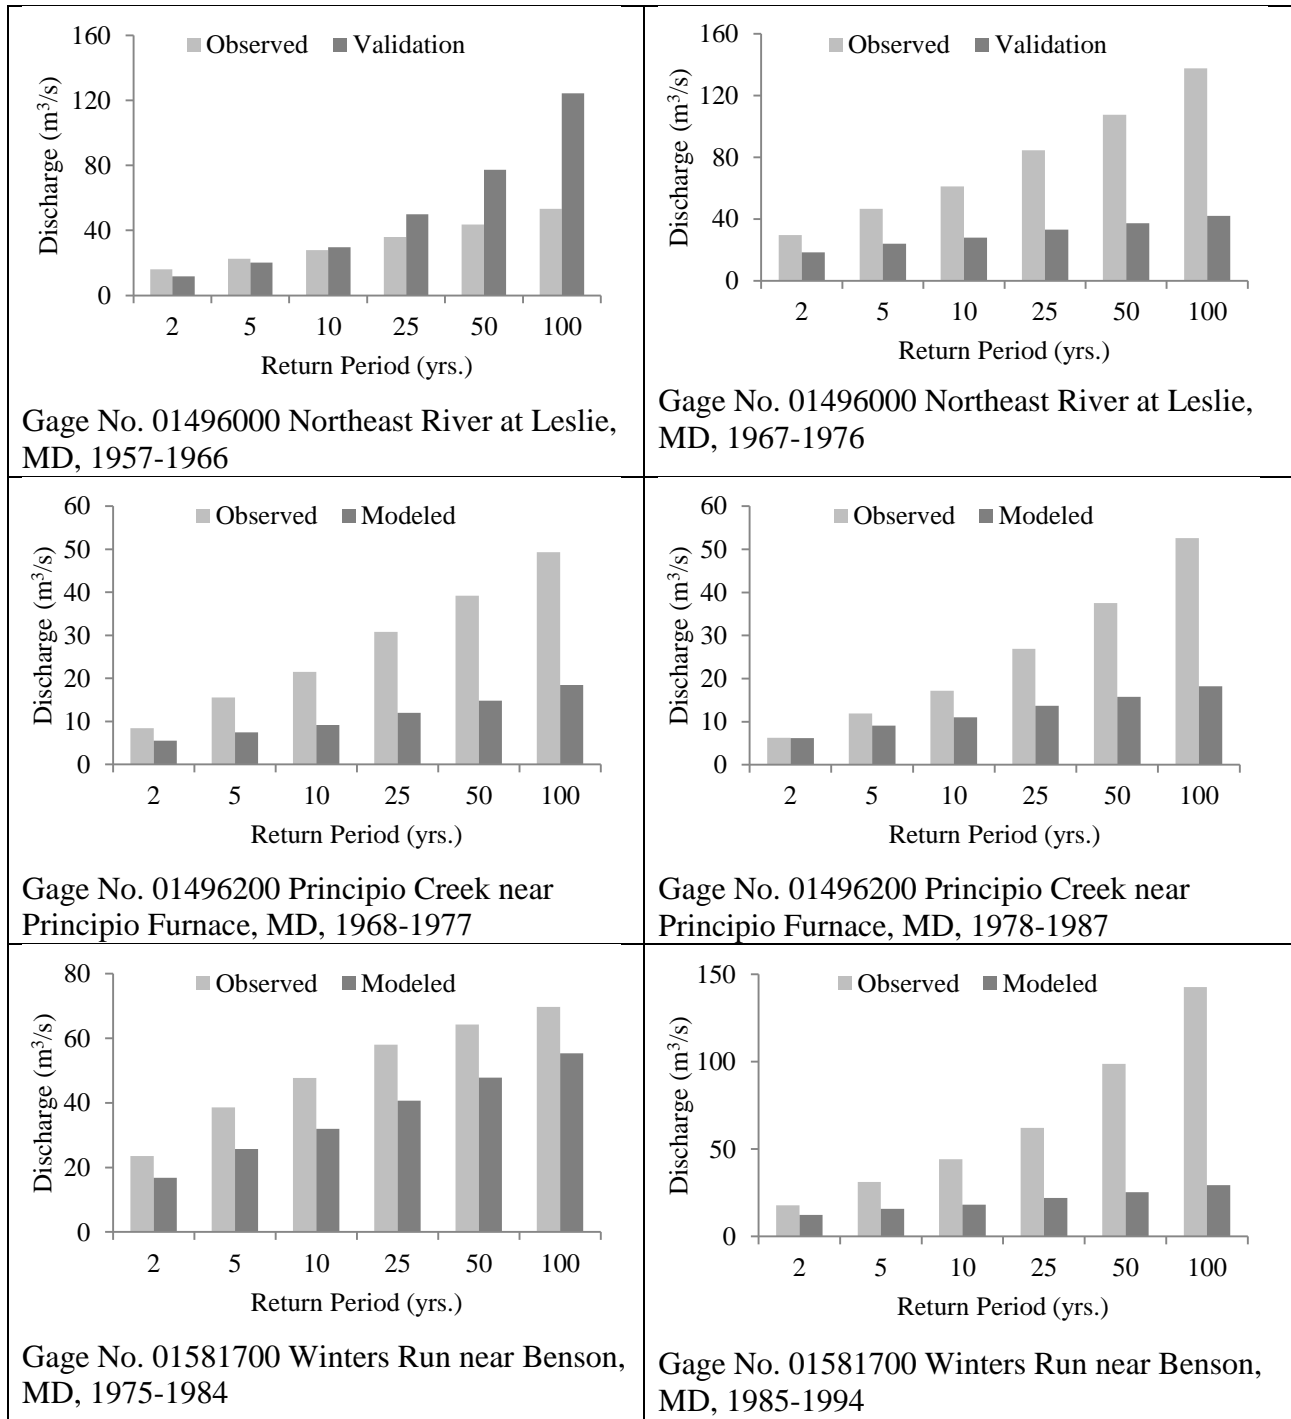 160
120
80
40
0
Discharge (m³/s)
Observed Validation
2 5 10 25 50 100
Return Period (yrs.)
Gage No. 01496000 Northeast River at Leslie,
MD, 1957-1966
160
120
80
40
0
Discharge (m³/s)
Observed Validation
2 5 10 25 50 100
Return Period (yrs.)
Gage No. 01496000 Northeast River at Leslie,
MD, 1967-1976
60
50
40
30
20
10
0
Discharge (m³/s)
Observed Modeled
2 5 10 25 50 100
Return Period (yrs.)
Gage No. 01496200 Principio Creek near
Principio Furnace, MD, 1968-1977
60
50
40
30
20
10
0
Discharge (m³/s)
Observed Modeled
2 5 10 25 50 100
Return Period (yrs.)
Gage No. 01496200 Principio Creek near
Principio Furnace, MD, 1978-1987
80
60
40
20
0
Discharge (m³/s)
Observed Modeled
2 5 10 25 50 100
Return Period (yrs.)
Gage No. 01581700 Winters Run near Benson,
MD, 1975-1984
150
100
50
0
Discharge (m³/s)
Observed Modeled
2 5 10 25 50 100
Return Period (yrs.)
Gage No. 01581700 Winters Run near Benson,
MD, 1985-1994